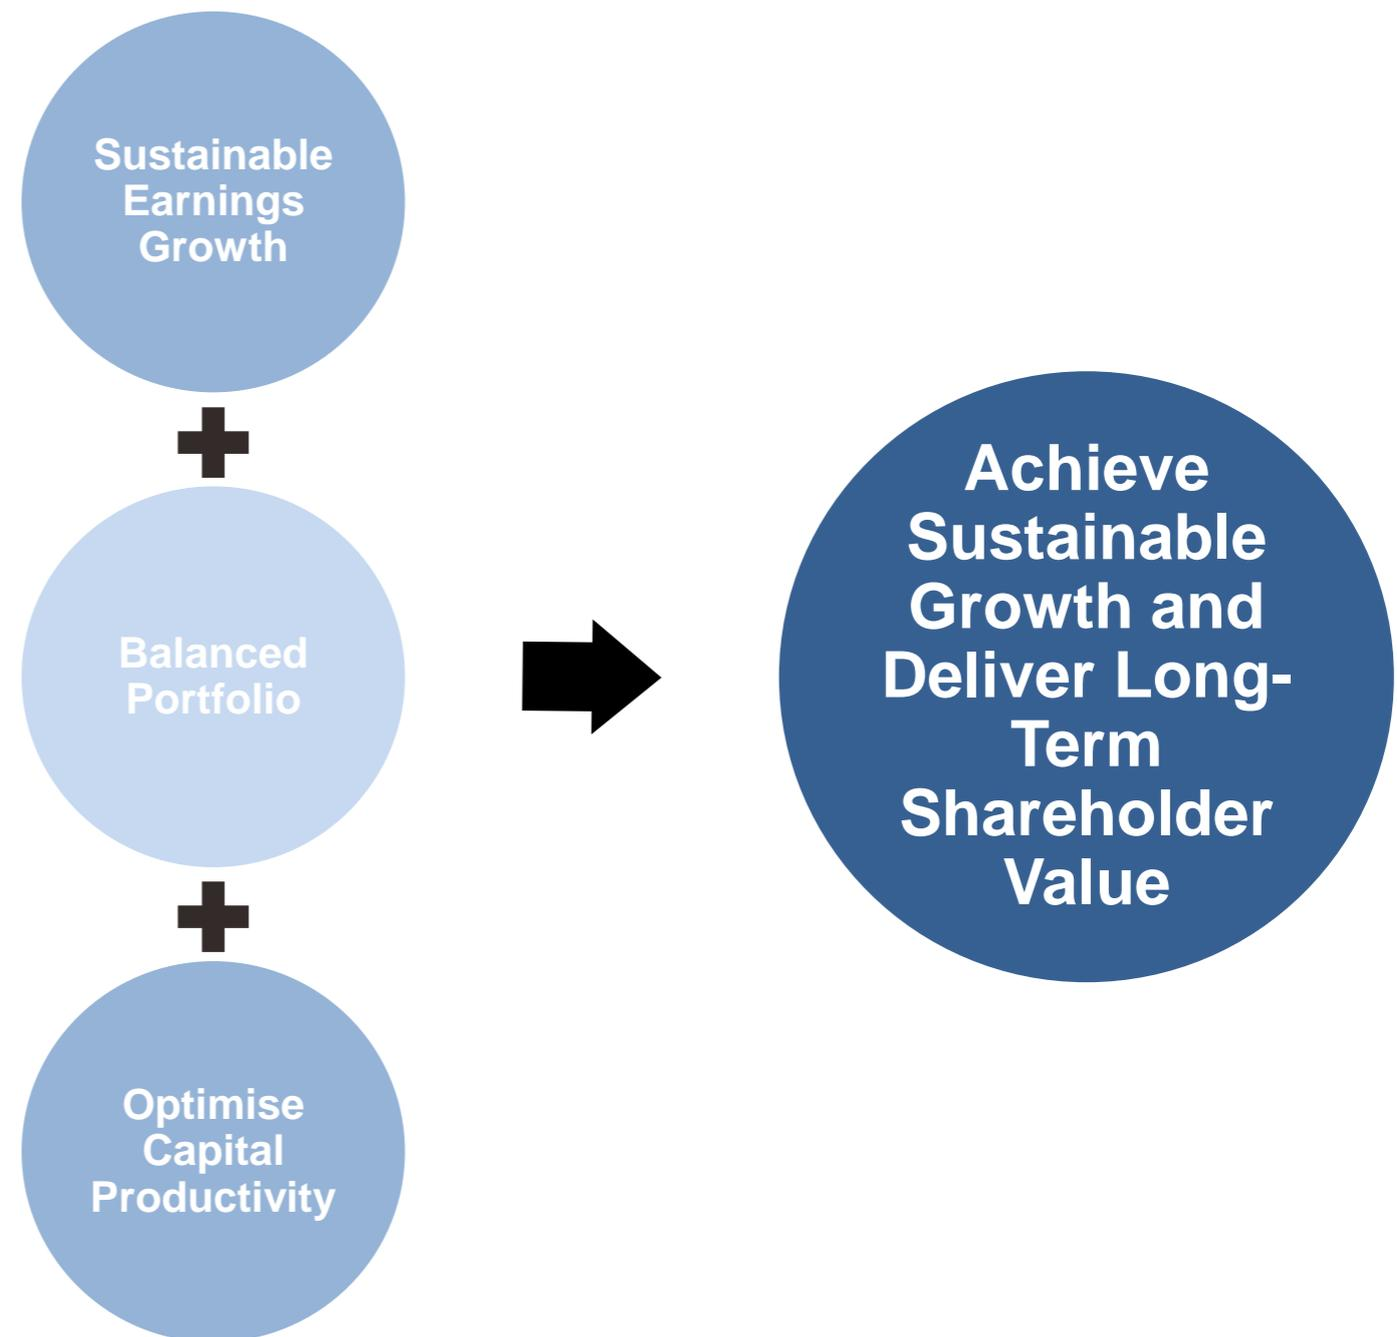 Sustainable
Earnings
Growth
Balanced
Portfolio
Optimise
Capital
Productivity
Achieve
Sustainable
Growth and
Deliver Long-
Term
Shareholder
Value